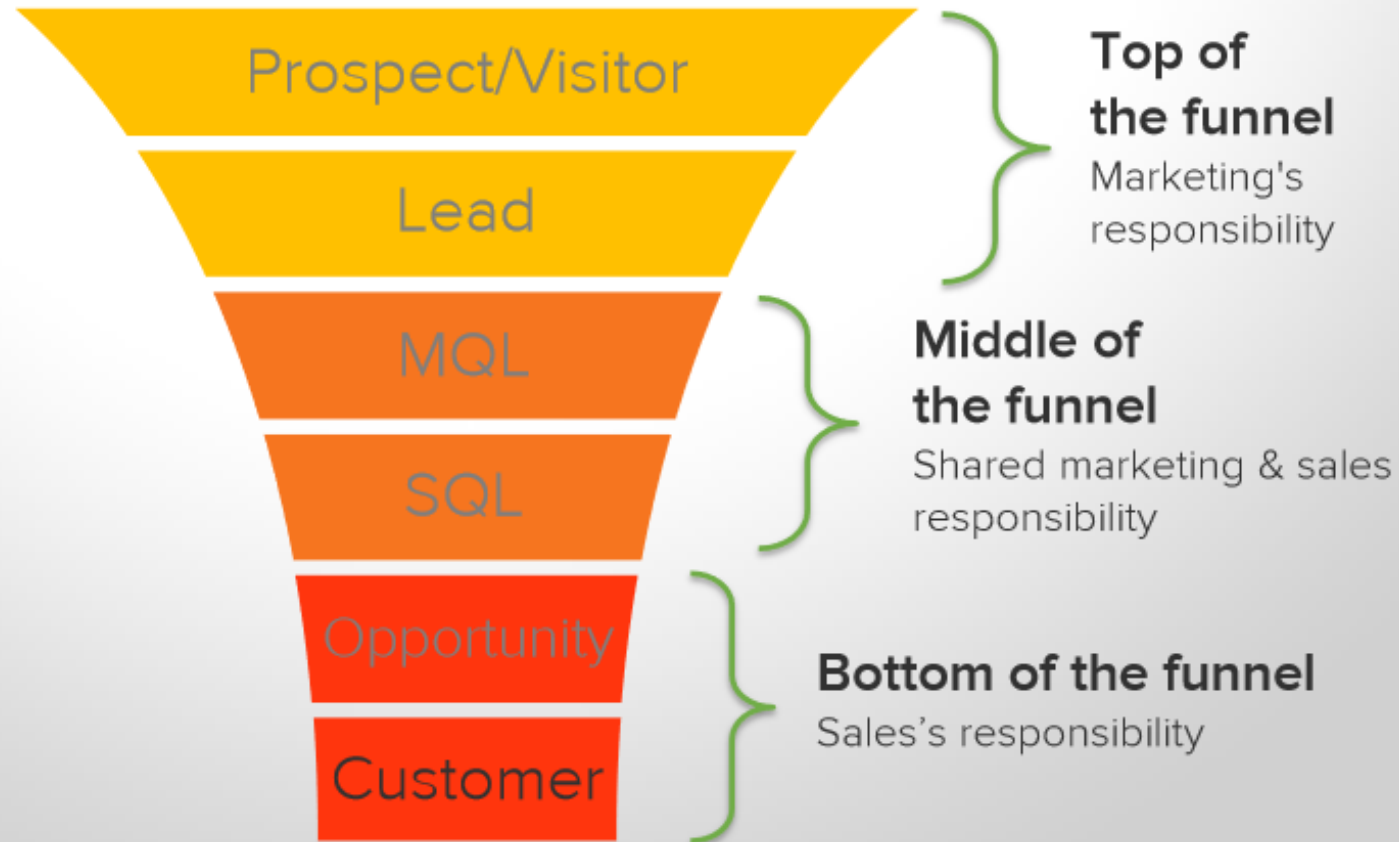 Prospect/Visitor
Lead
MQL
SQL
Opportunity
Customer
Top of
the funnel
Marketing's
responsibility
Middle of
the funnel
Shared marketing & sales
responsibility
Bottom of the funnel
Sales’s responsibility